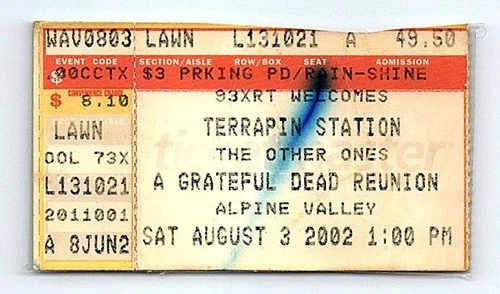 WAV0803 LAWN L131021 A 49.50
EVENT CODE SECTION/AISLE ROW/BOX SEAT ADMISSION
$ 00CCTX $3 PRKING PD/RAIN-SHINE
CONVENIENCE CHARGE
$ 8.10 93XRT WELCOMES
LAWN TERRAPIN STATION
OOL 73X THE OTHER ONES
L131021 A GRATEFUL DEAD REUNION
2011001 ALPINE VALLEY
A 8JUN2 SAT AUGUST 3 2002 1:00 PM